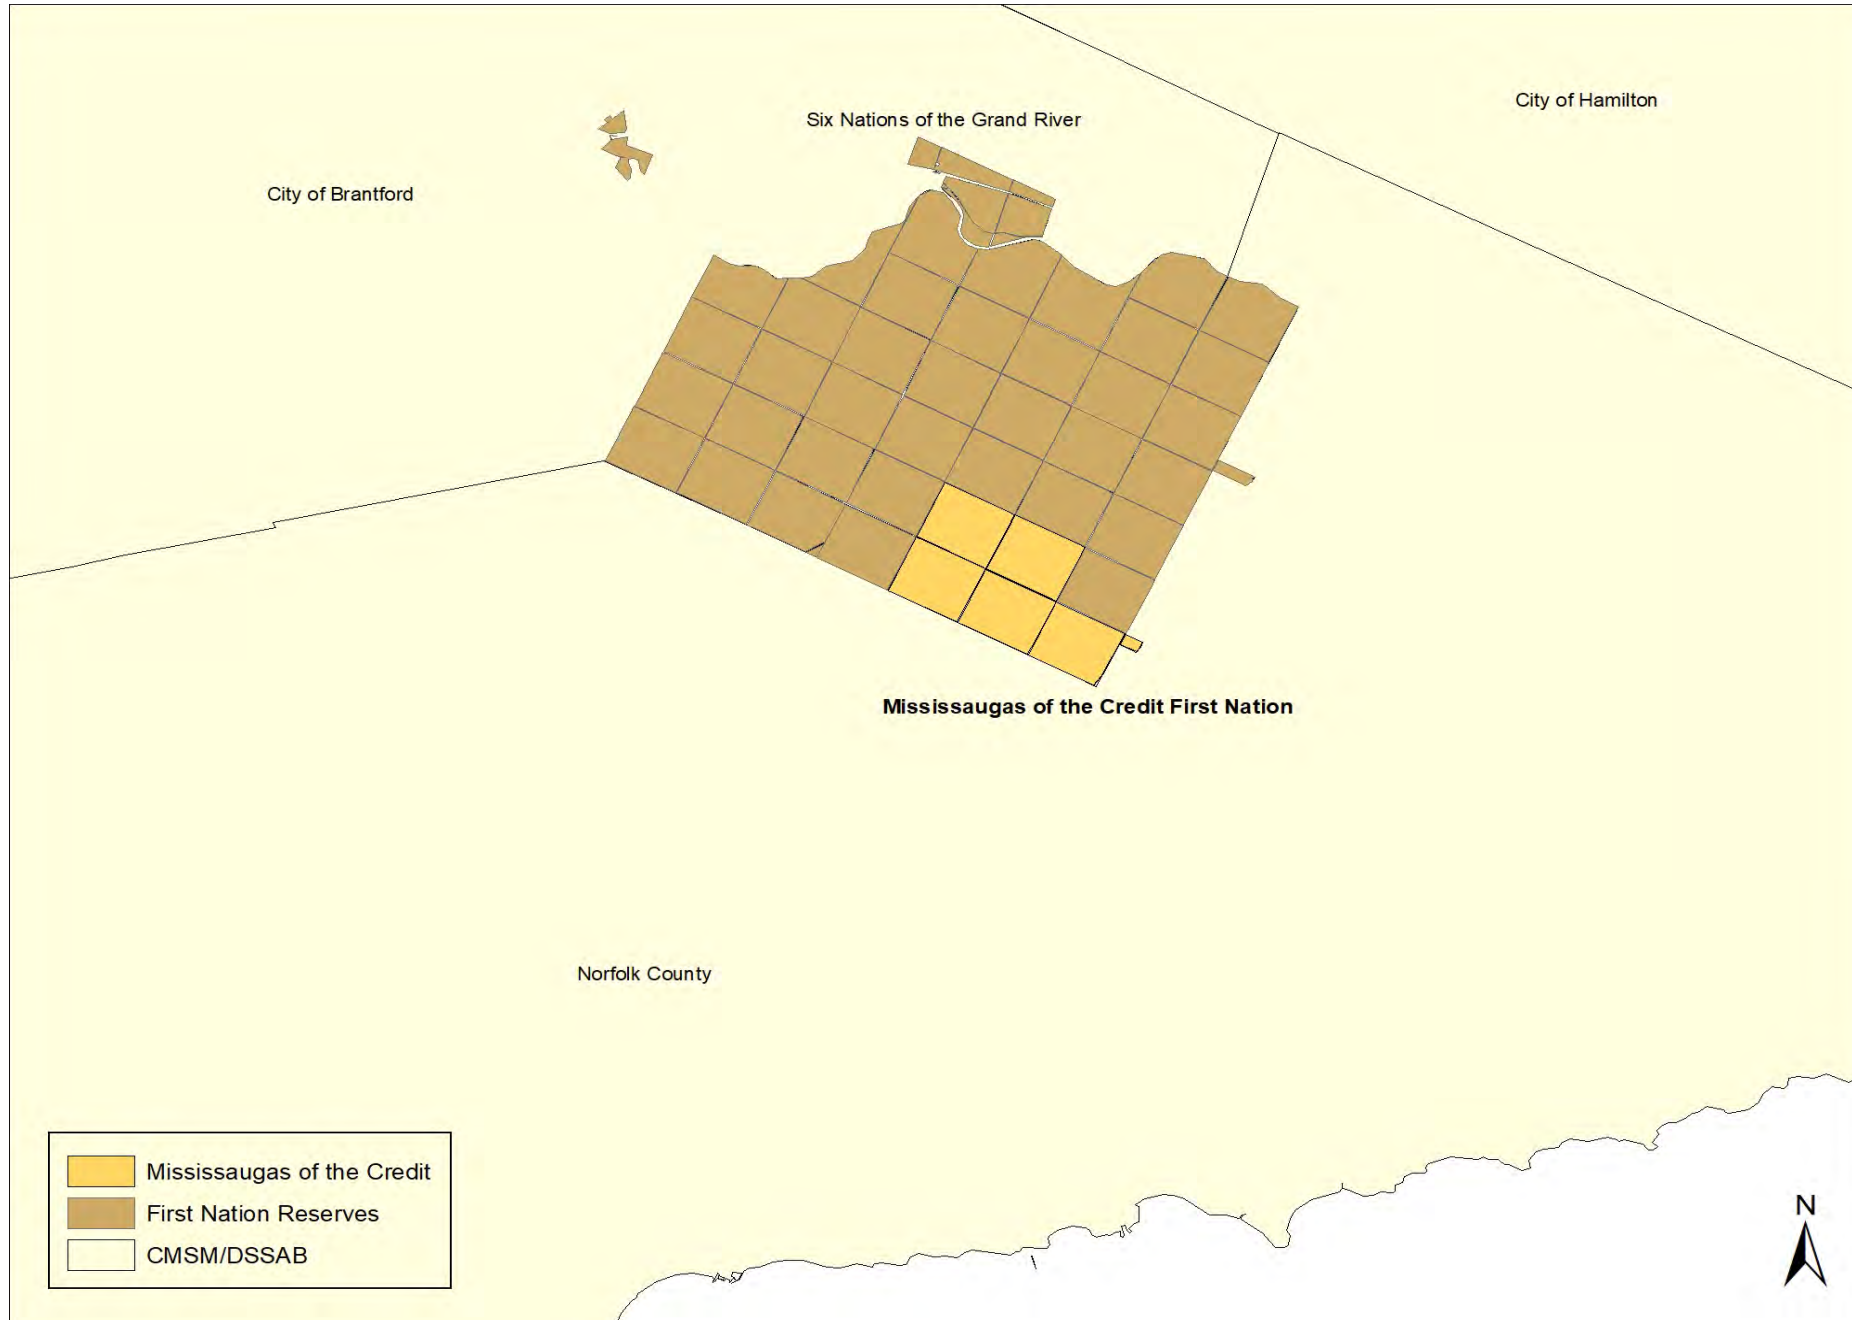 City of Hamilton
Six Nations of the Grand River
City of Brantford
Mississaugas of the Credit First Nation
Norfolk County
Mississaugas of the Credit
First Nation Reserves
CMSM/DSSAB
N